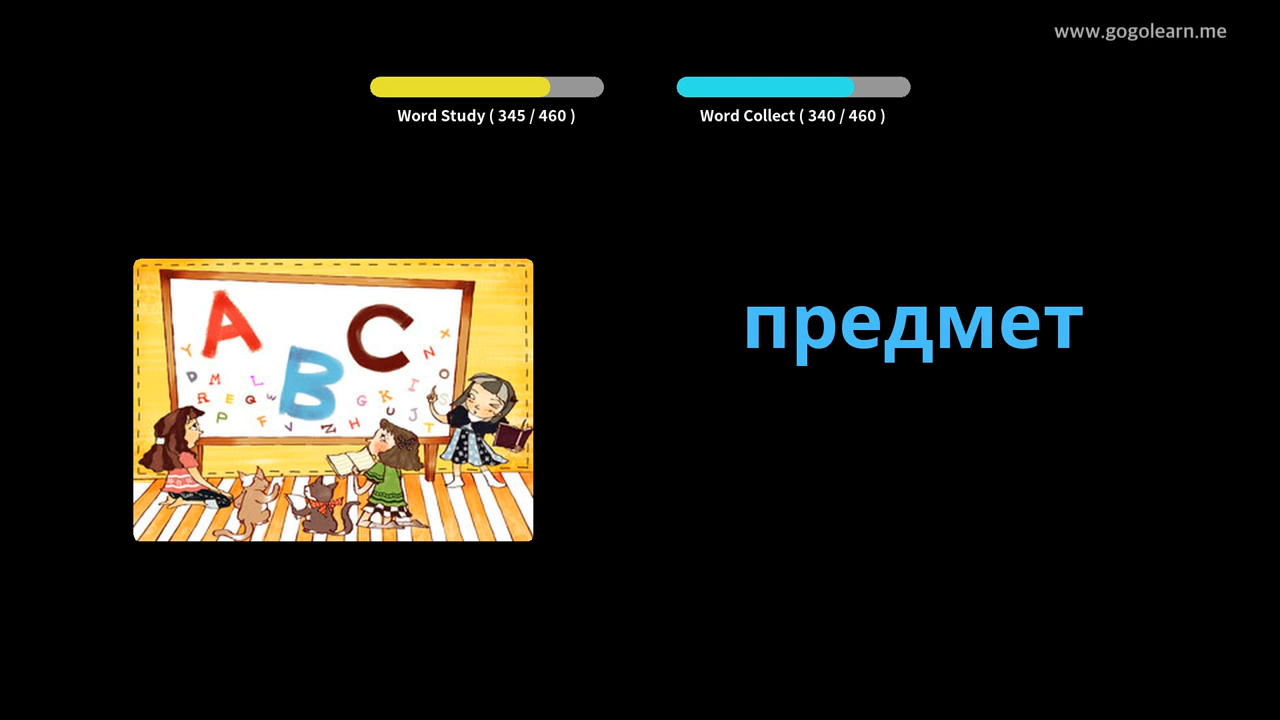 www.gogolearn.me
Word Study ( 345 / 460 )
Word Collect ( 340 / 460 )
предмет
A
C
B
X
Y
N
D
M
L
O
I
R
E
Q
W
G
K
S
P
F
U
J
V
Z
H
T